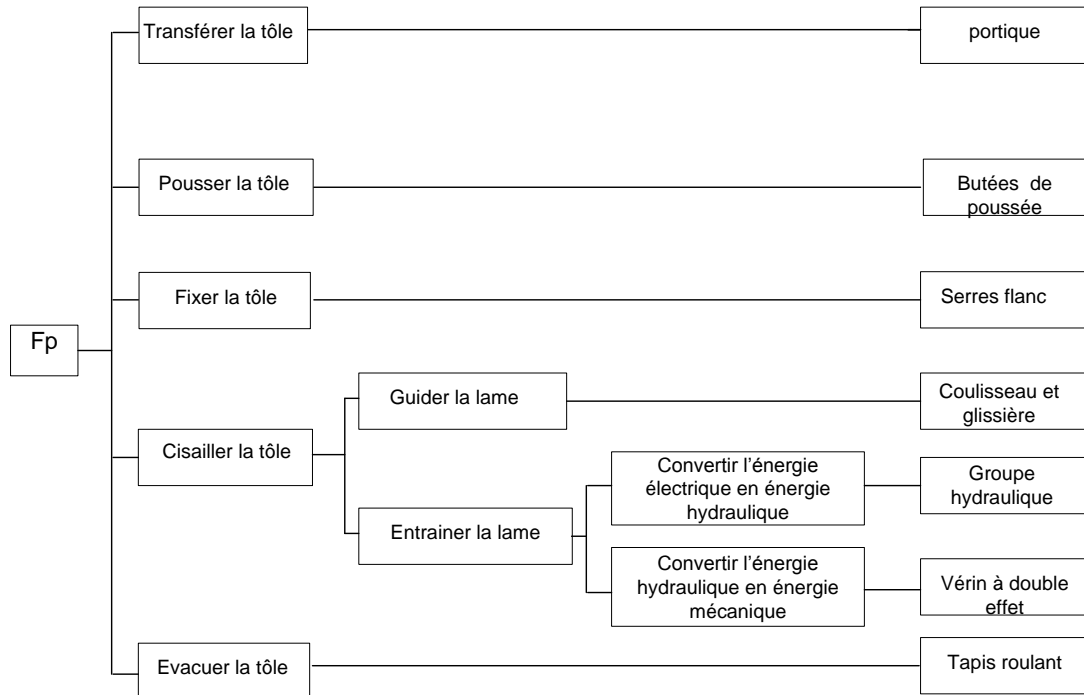 Transférer la tôle
portique
Pousser la tôle
Butées de
poussée
Fixer la tôle
Serres flanc
Fp
Guider la lame
Coulisseau et
glissière
Cisailler la tôle
Convertir l’énergie
électrique en énergie
hydraulique
Groupe
hydraulique
Entrainer la lame
Convertir l’énergie
hydraulique en énergie
mécanique
Vérin à double
effet
Evacuer la tôle
Tapis roulant